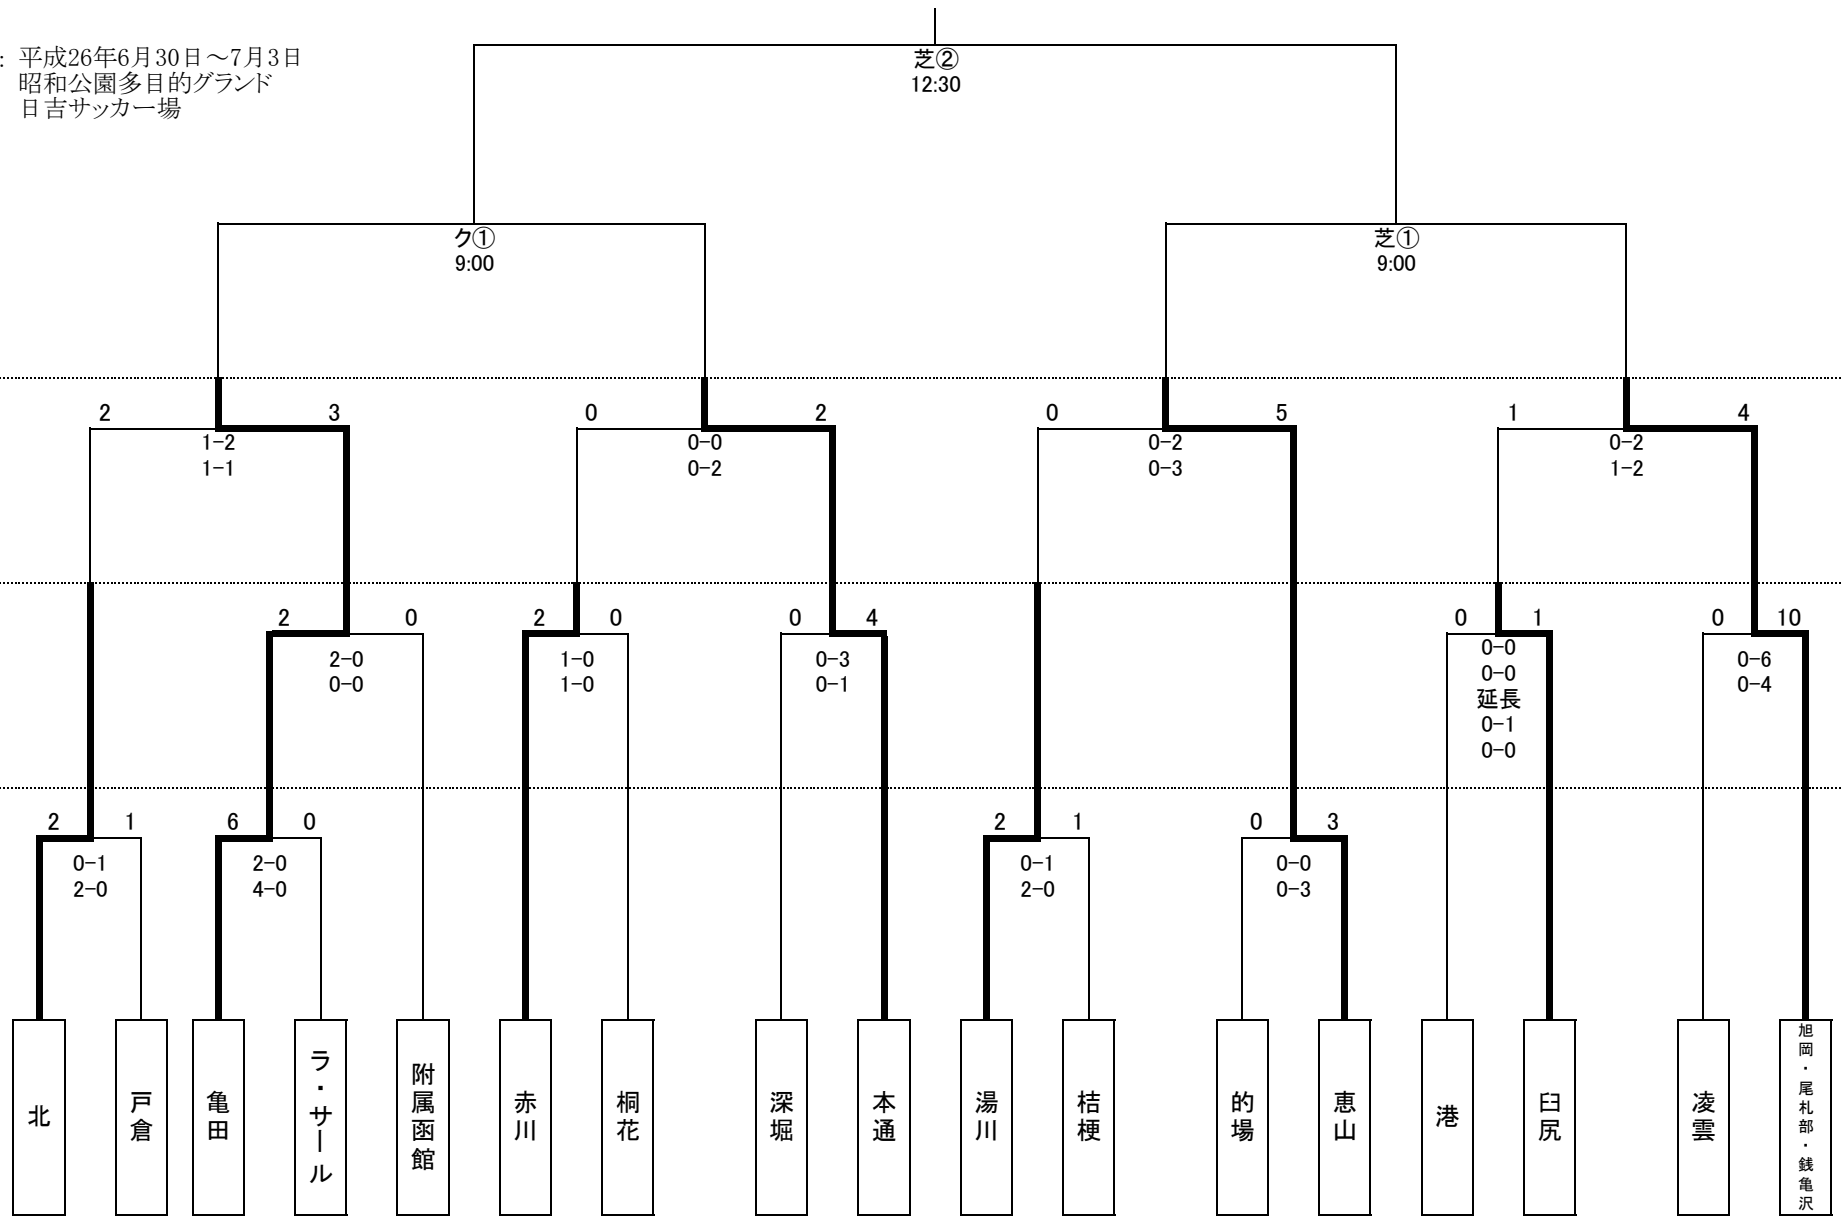 : 平成26年6月30日～7月3日
昭和公園多目的グランド
日吉サッカー場
芝②
12:30
ク①
9:00
芝①
9:00
2 3 0 2 0 5 1 4
1-2 0-0 0-2 0-2
1-1 0-2 0-3 1-2
2 0 2 0 0 4 0 1 0 10
0-0
2-0 1-0 0-3 0-0 0-6
0-0 1-0 0-1 延長 0-4
0-1
0-0
2 1 6 0 2 1 0 3
0-1 2-0 0-1 0-0
2-0 4-0 2-0 0-3
北
戸倉
亀田
ラ・サール
附属函館
赤川
桐花
深堀
本通
湯川
桔梗
的場
恵山
港
臼尻
凌雲
旭岡・尾札部・銭亀沢